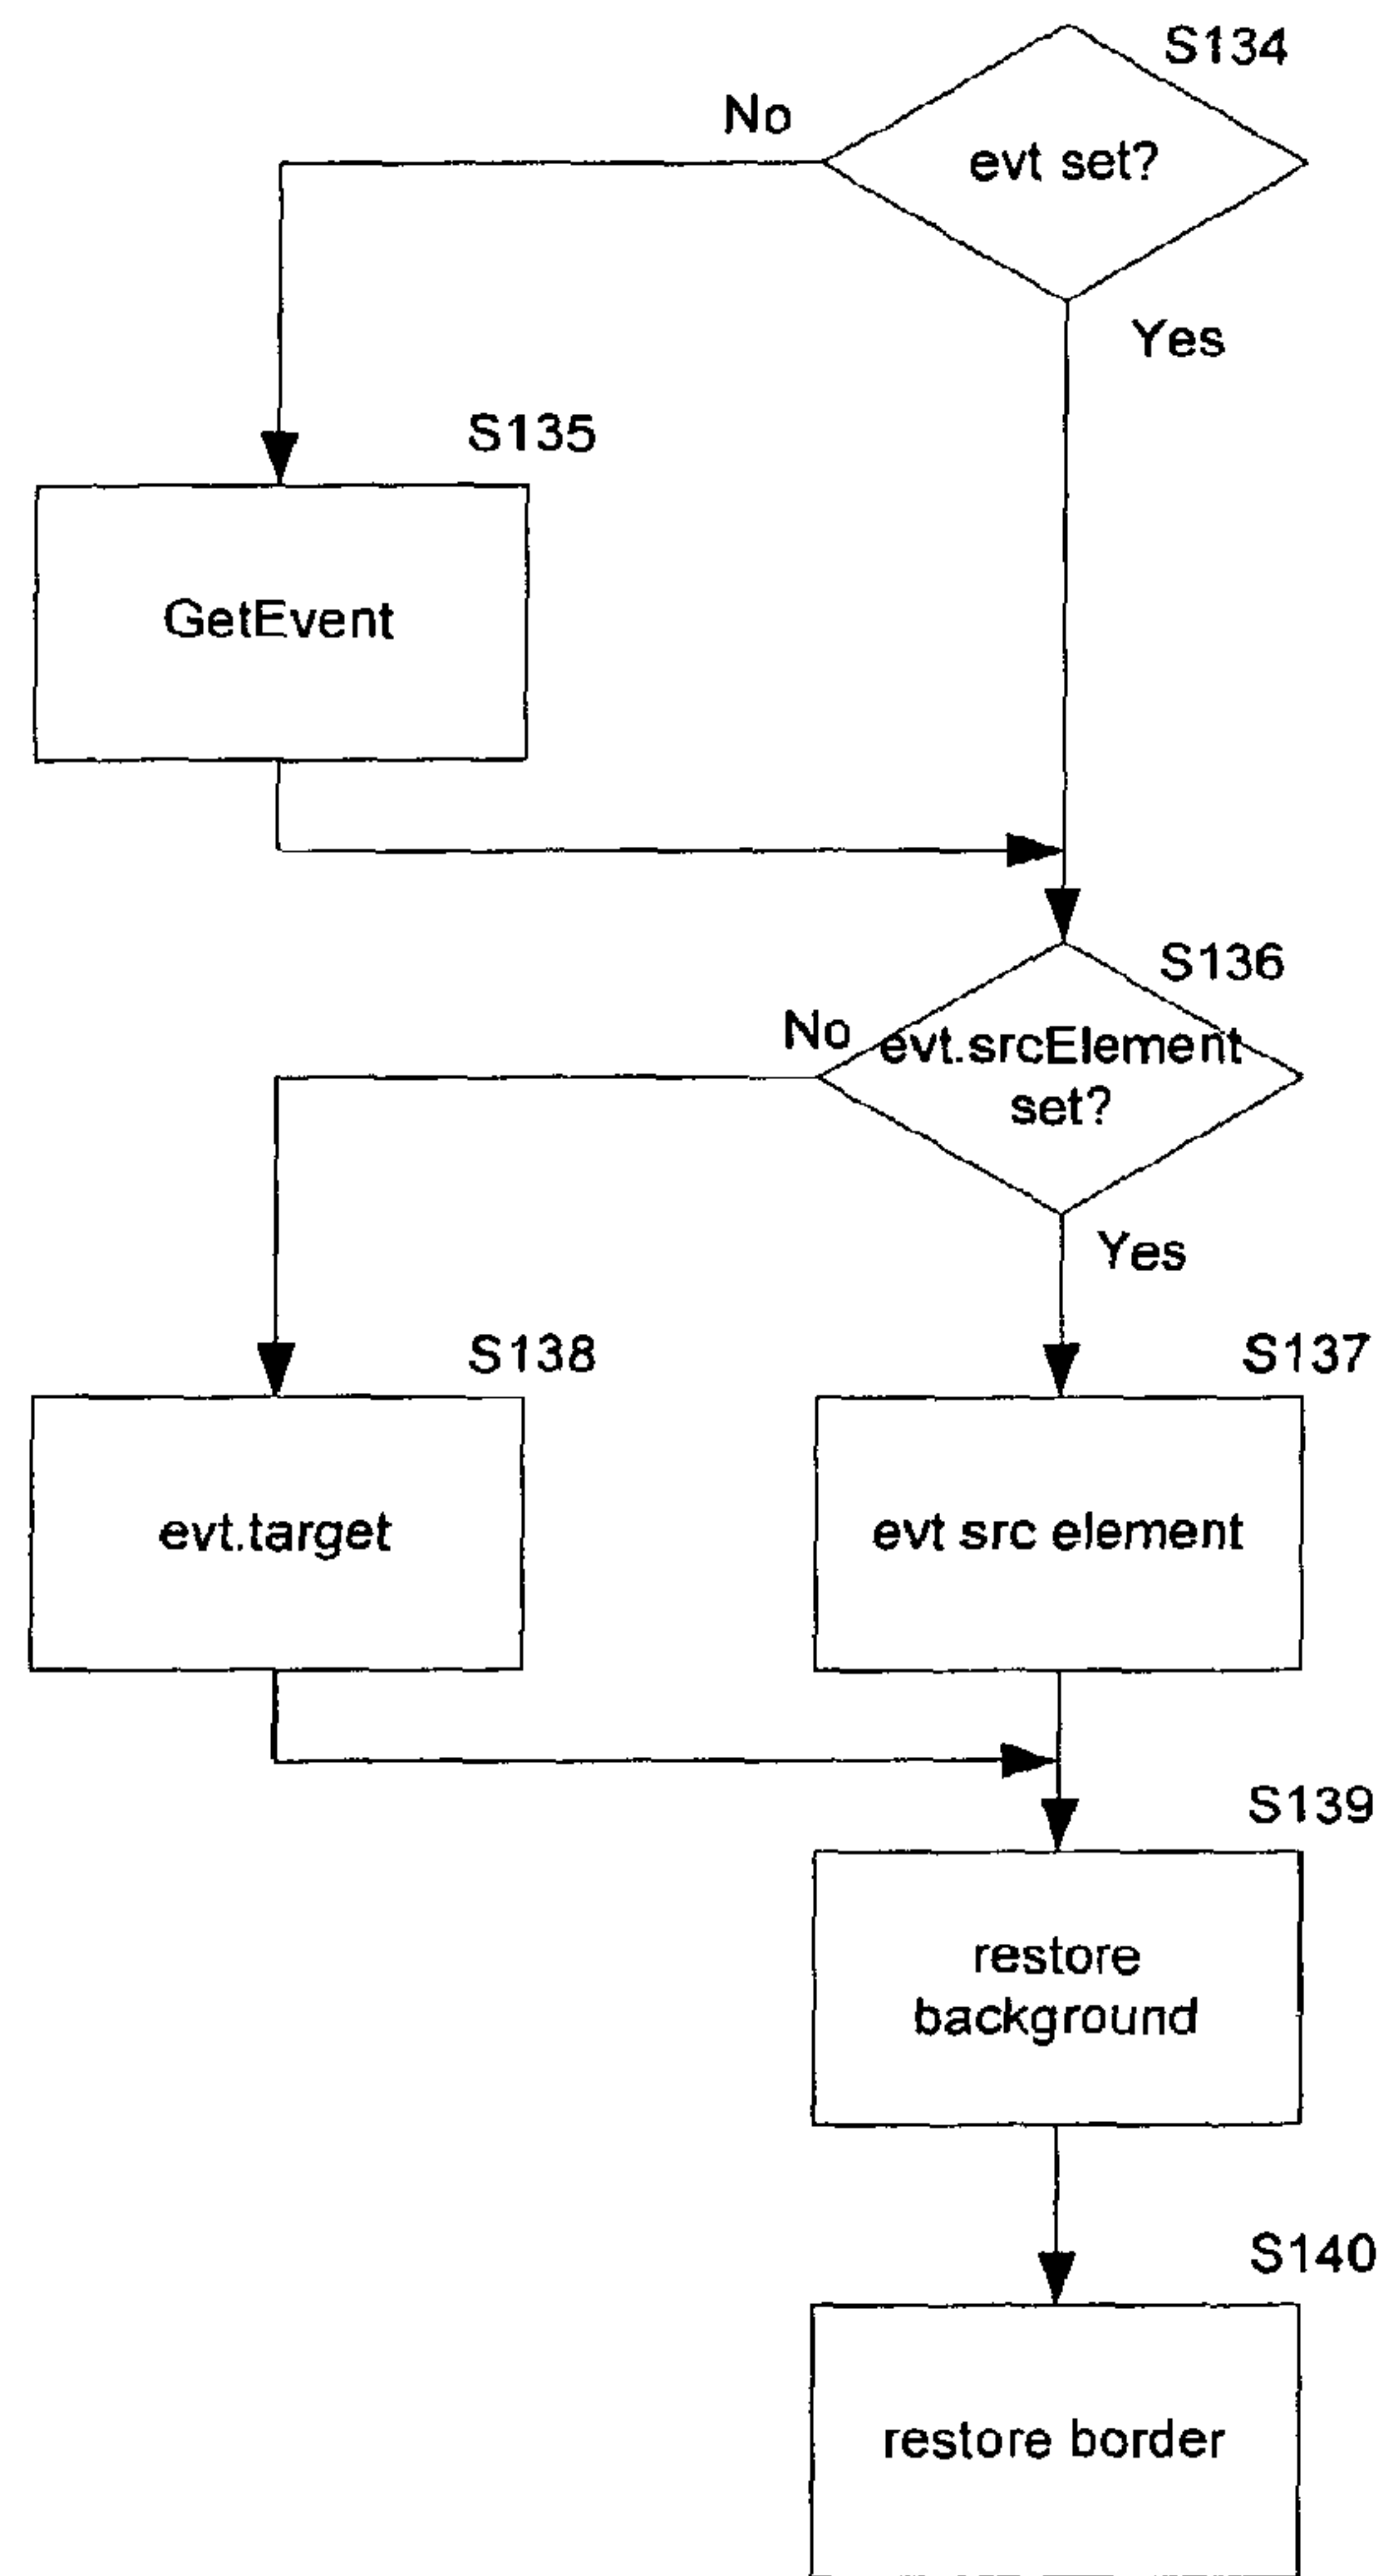 S134
No
evt set?
Yes
S135
GetEvent
S136
No
evt.srcElement
set?
Yes
S138
S137
evt.target
evt src element
S139
restore
background
S140
restore border